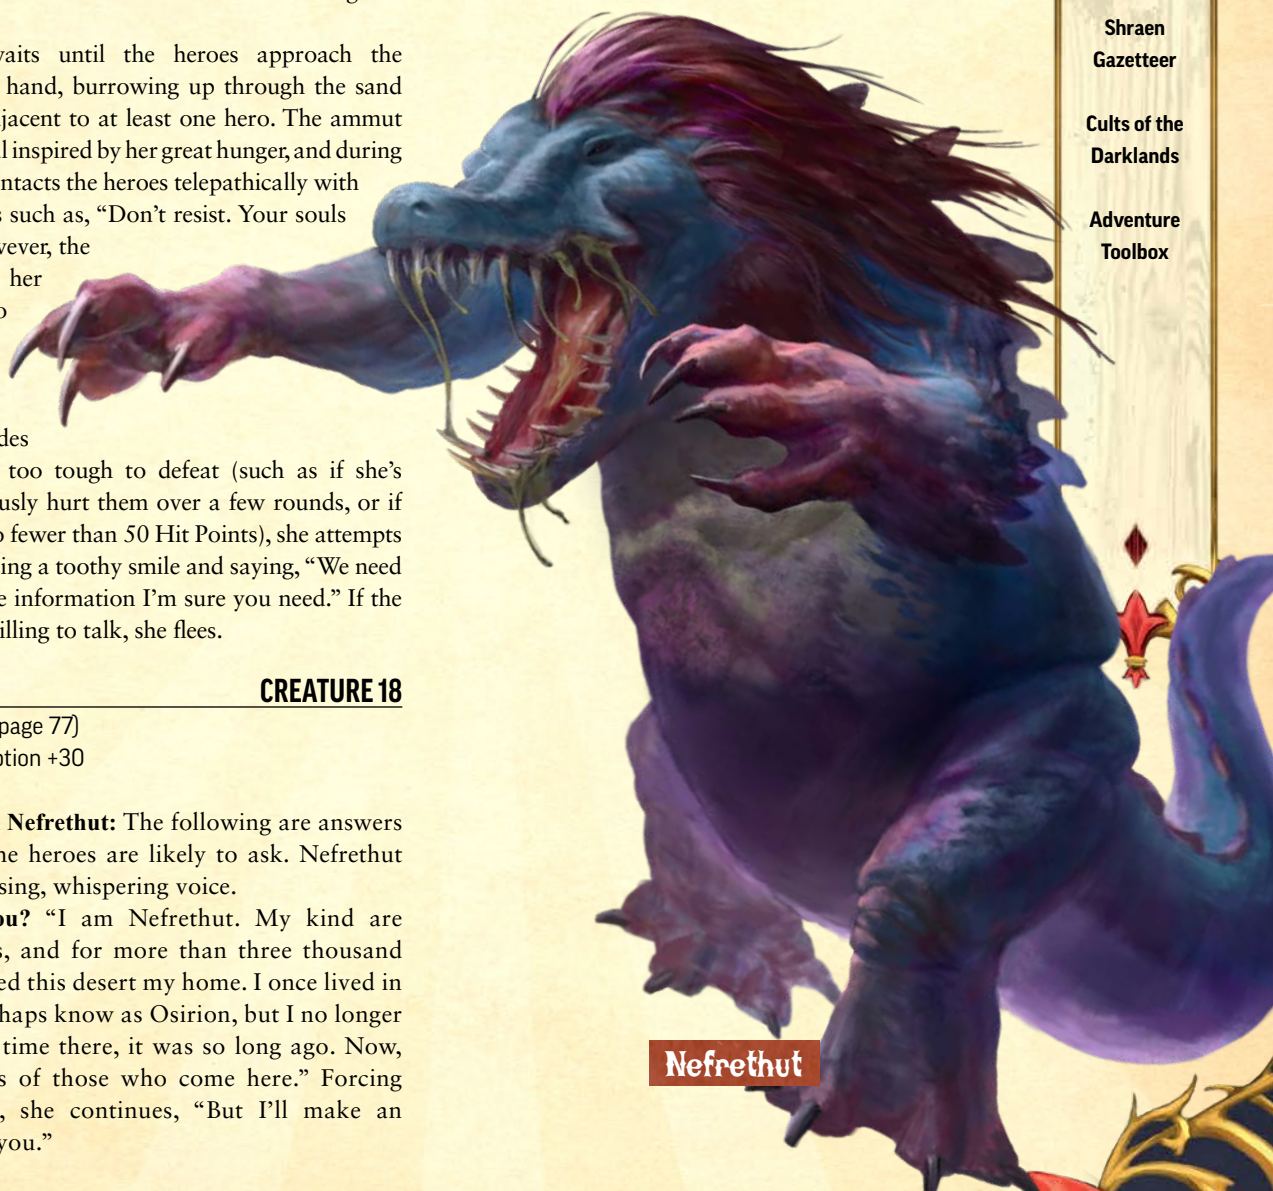 waits until the heroes approach the
hand, burrowing up through the sand
jacent to at least one hero. The ammut
l inspired by her great hunger, and during
ntacts the heroes telepathically with
s such as, “Don’t resist. Your souls
wever, the
her
o
des
too tough to defeat (such as if she’s
usly hurt them over a few rounds, or if
o fewer than 50 Hit Points), she attempts
ing a toothy smile and saying, “We need
e information I’m sure you need.” If the
illing to talk, she flees.
CREATURE 18
page 77)
ption +30
Nefrethut: The following are answers
he heroes are likely to ask. Nefrethut
sing, whispering voice.
ou? “I am Nefrethut. My kind are
s, and for more than three thousand
ed this desert my home. I once lived in
haps know as Osirion, but I no longer
time there, it was so long ago. Now,
s of those who come here.” Forcing
, she continues, “But I’ll make an
you.”
Nefrethut
Shraen
Gazetteer
Cults of the
Darklands
Adventure
Toolbox